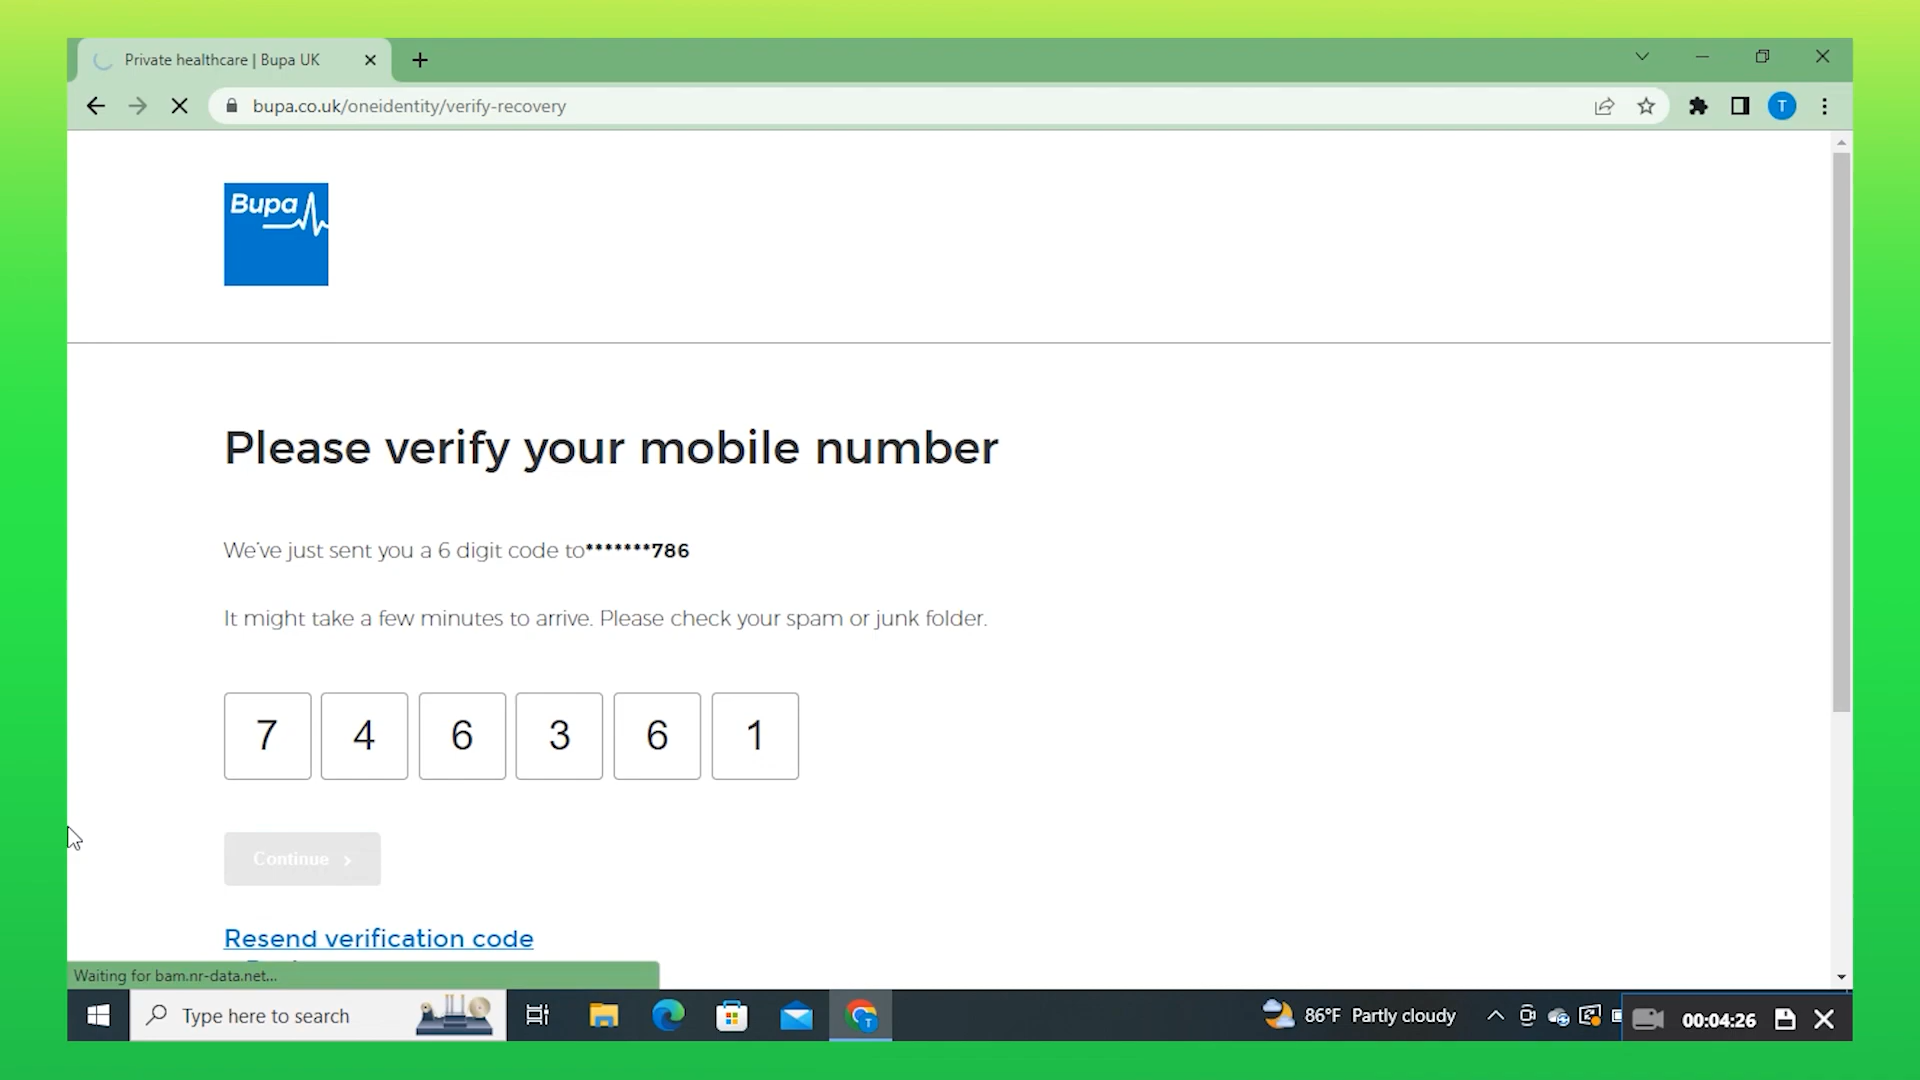 Private healthcare | Bupa UK
bupa.co.uk/oneidentity/verify-recovery
T
Bupa
Please verify your mobile number
We've just sent you a 6 digit code to*******786
It might take a few minutes to arrive. Please check your spam or junk folder.
7 4 6 3 6 1
Continue
Resend verification code
Waiting for bam.nr-data.net...
Type here to search
T
86°F Partly cloudy
00:04:26